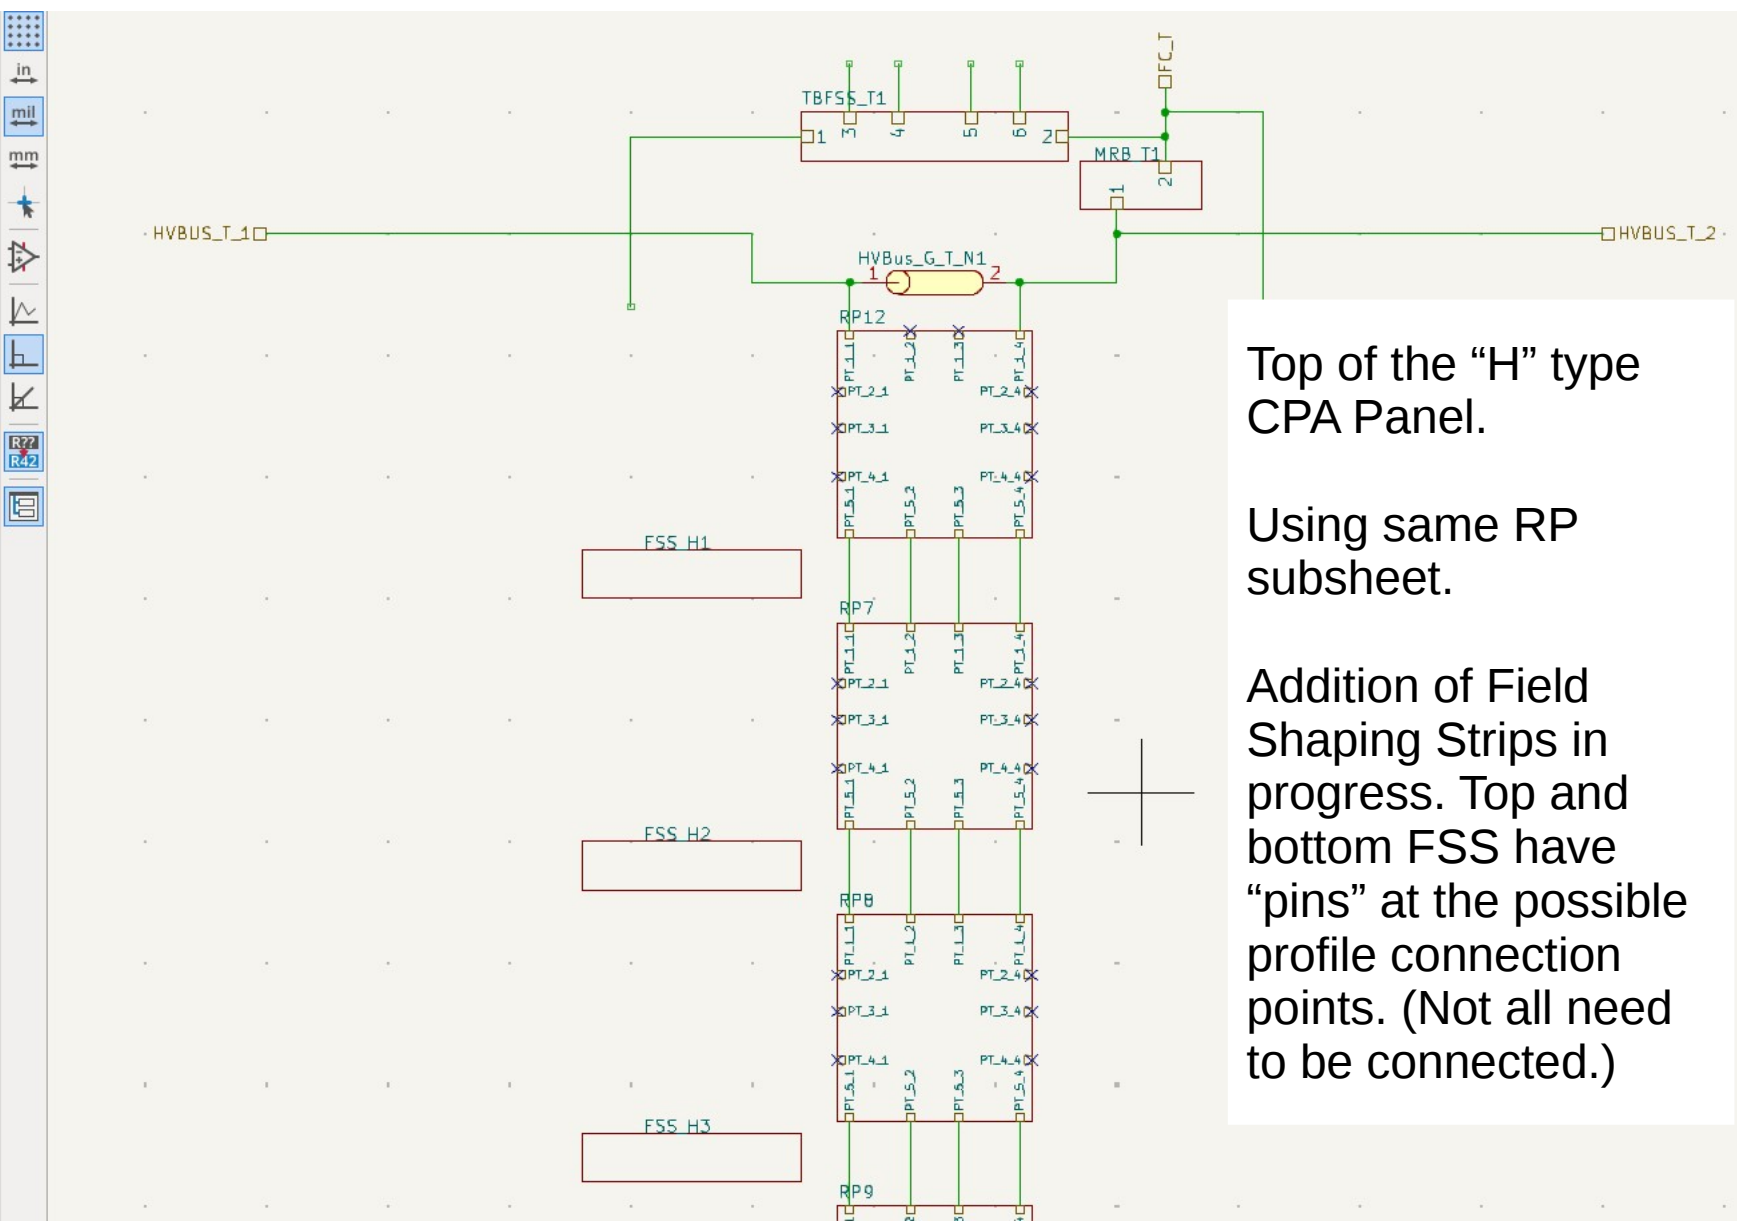 in
mil
mm
R??
R42
FC_T
TBFSS_T1
1 3 4 5 6 2
MRB_T1
1 2
HVBUS_T_1
HVBUS_T_2
HVBus_G_T_N1
1 2
RP12
PT_1_1 PT_1_2 PT_1_3 PT_1_4
PT_2_1 PT_2_4
PT_3_1 PT_3_4
PT_4_1 PT_4_4
PT_5_1 PT_5_2 PT_5_3 PT_5_4
FSS_H1
RP7
PT_1_1 PT_1_2 PT_1_3 PT_1_4
PT_2_1 PT_2_4
PT_3_1 PT_3_4
PT_4_1 PT_4_4
PT_5_1 PT_5_2 PT_5_3 PT_5_4
FSS_H2
RP8
PT_1_1 PT_1_2 PT_1_3 PT_1_4
PT_2_1 PT_2_4
PT_3_1 PT_3_4
PT_4_1 PT_4_4
PT_5_1 PT_5_2 PT_5_3 PT_5_4
FSS_H3
RP9
Top of the “H” type
CPA Panel.
Using same RP
subsheet.
Addition of Field
Shaping Strips in
progress. Top and
bottom FSS have
“pins” at the possible
profile connection
points. (Not all need
to be connected.)